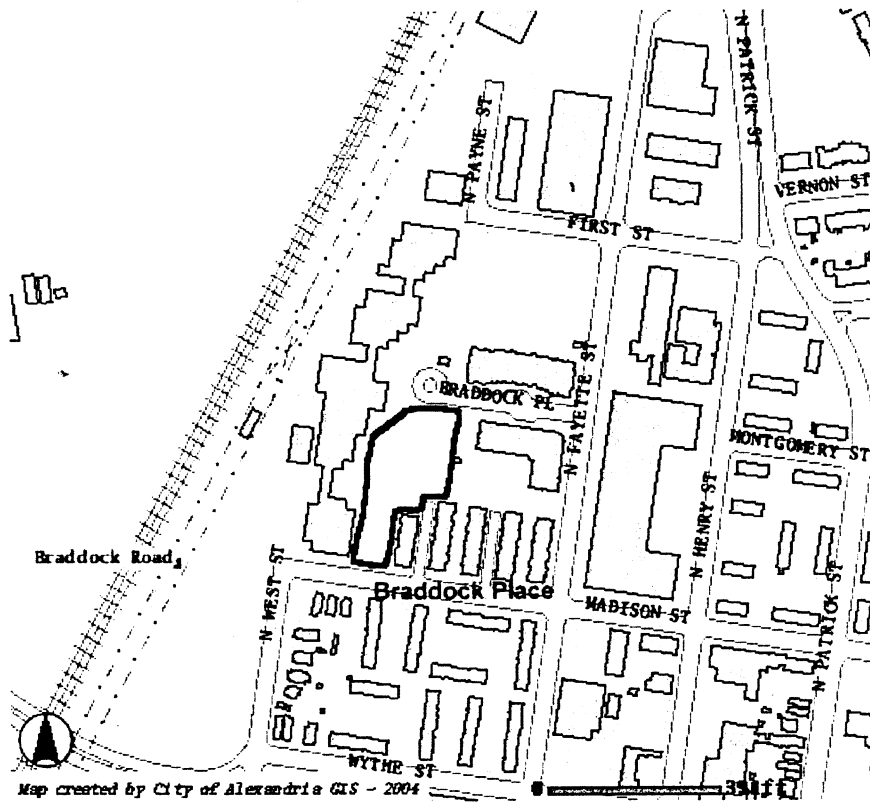 N PATRICK ST
N PAYNE ST
VERNON ST
FIRST ST
BRADDOCK PL
N FAYETTE ST
MONTGOMERY ST
N HENRY ST
Braddock Road
N WEST ST
Braddock Place
MADISON ST
N PATRICK ST
WYTHE ST
Map created by City of Alexandria GIS - 2004